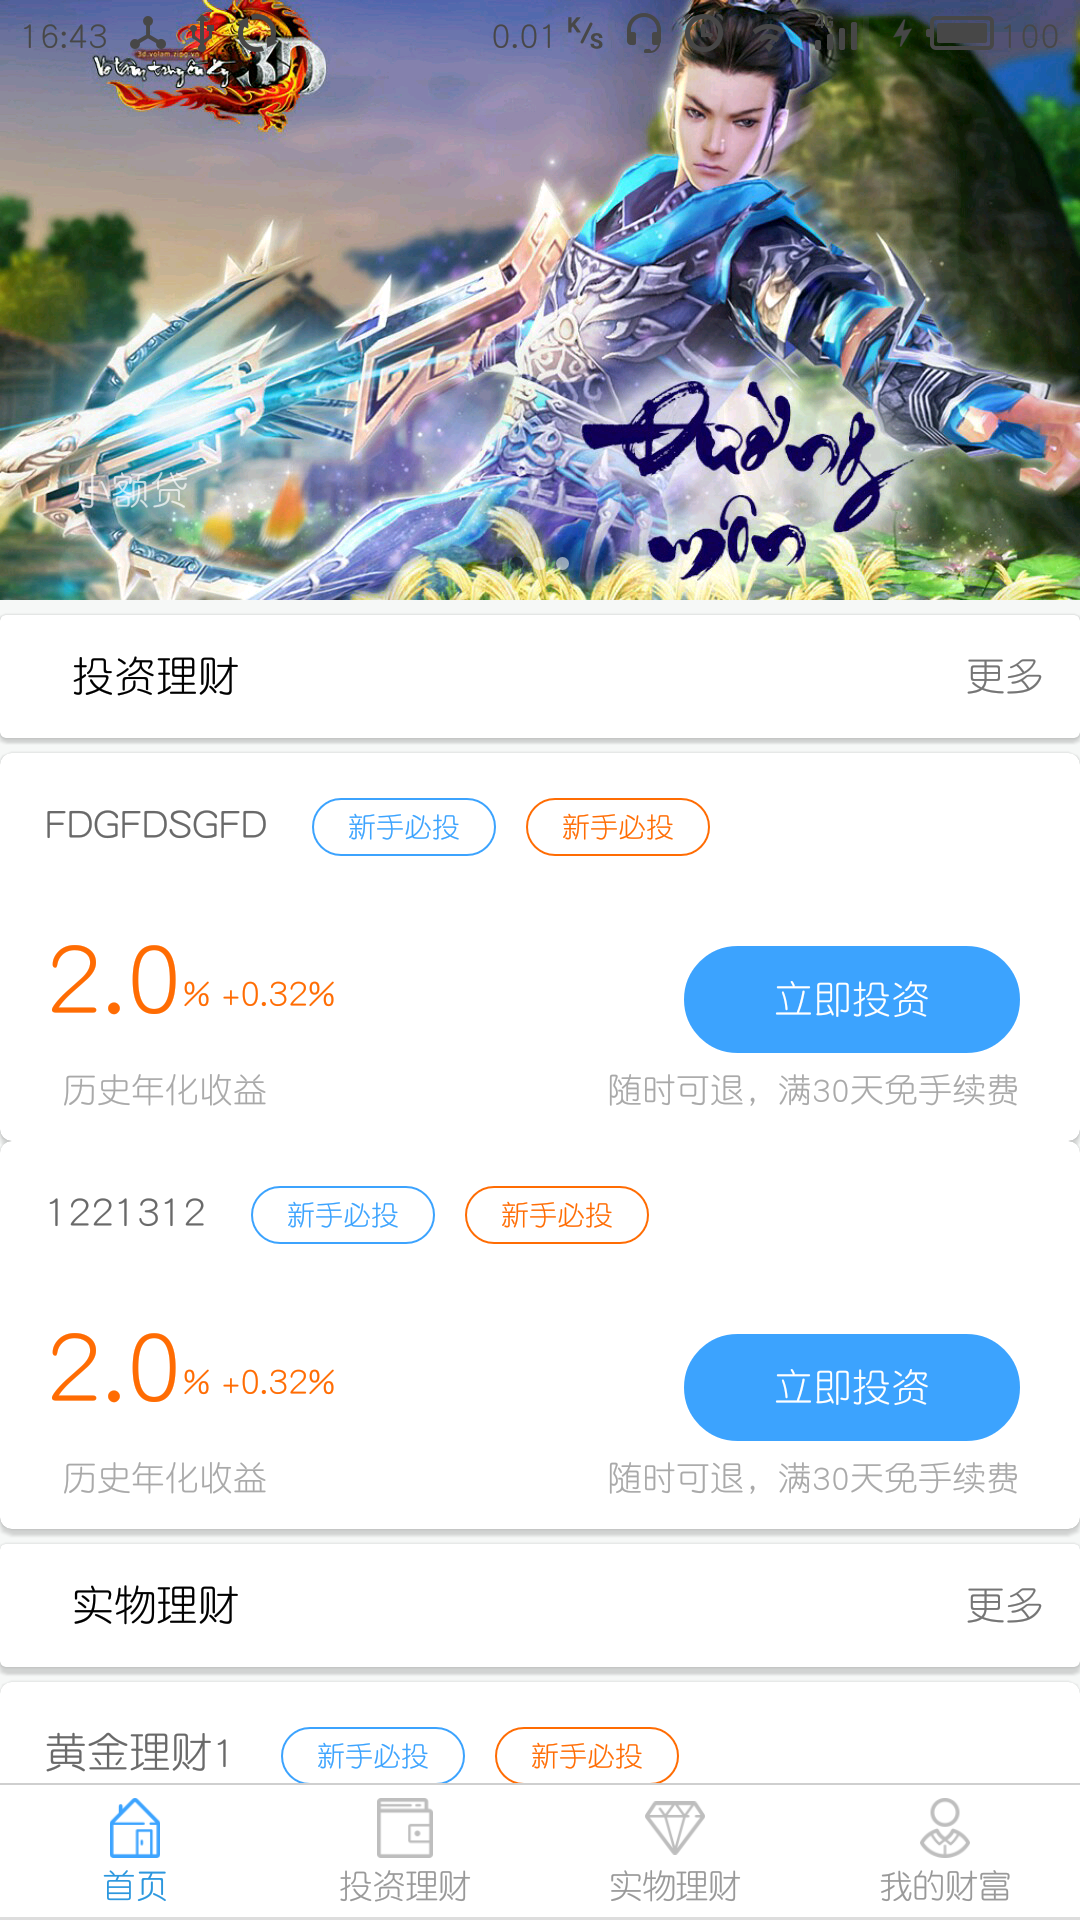 16:43 0.01 K/s 4G 100
3d.volam.zing.vn
Võ lâm truyền kỳ 3D
Đường
môn
小额贷
投资理财 更多
FDGFDSGFD 新手必投 新手必投
2.0% +0.32% 立即投资
历史年化收益 随时可退，满30天免手续费
1221312 新手必投 新手必投
2.0% +0.32% 立即投资
历史年化收益 随时可退，满30天免手续费
实物理财 更多
黄金理财1 新手必投 新手必投
首页 投资理财 实物理财 我的财富